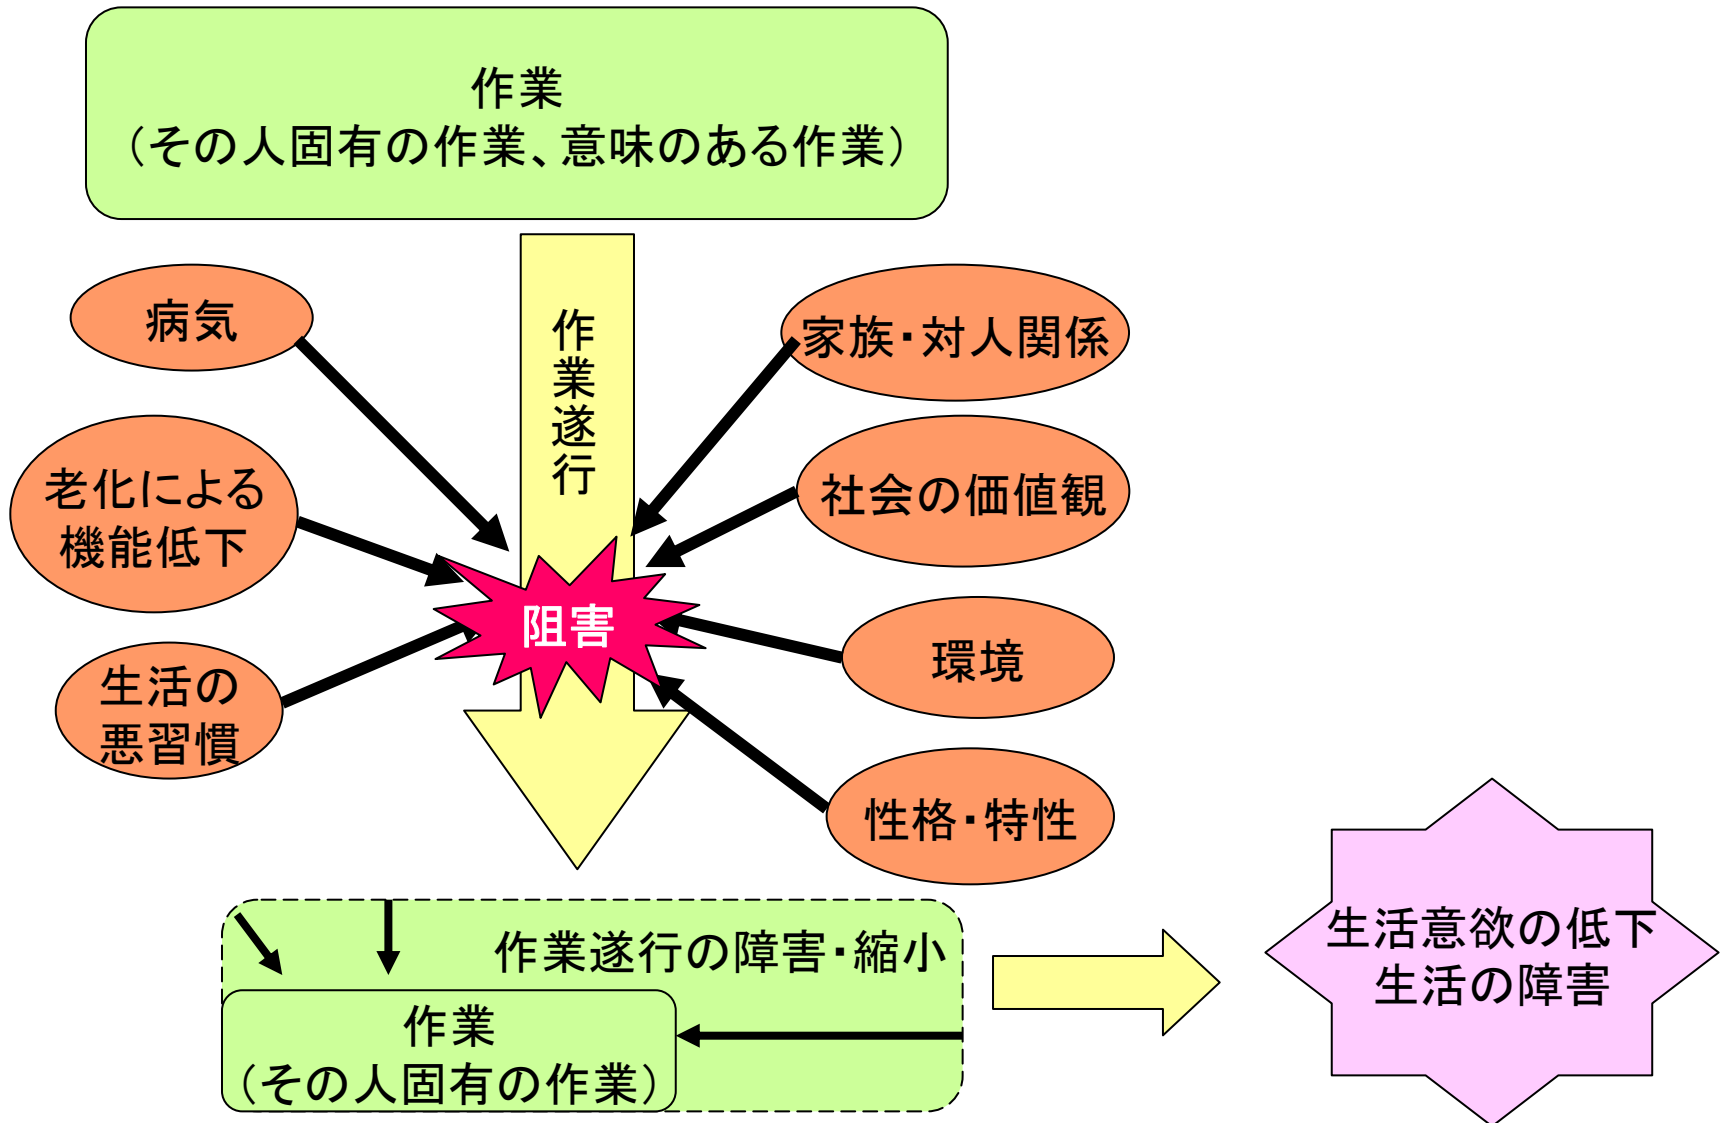 作業
（その人固有の作業、意味のある作業）
作業遂行
病気
老化による
機能低下
生活の
悪習慣
家族・対人関係
社会の価値観
環境
性格・特性
阻害
作業遂行の障害・縮小
作業
（その人固有の作業）
生活意欲の低下
生活の障害